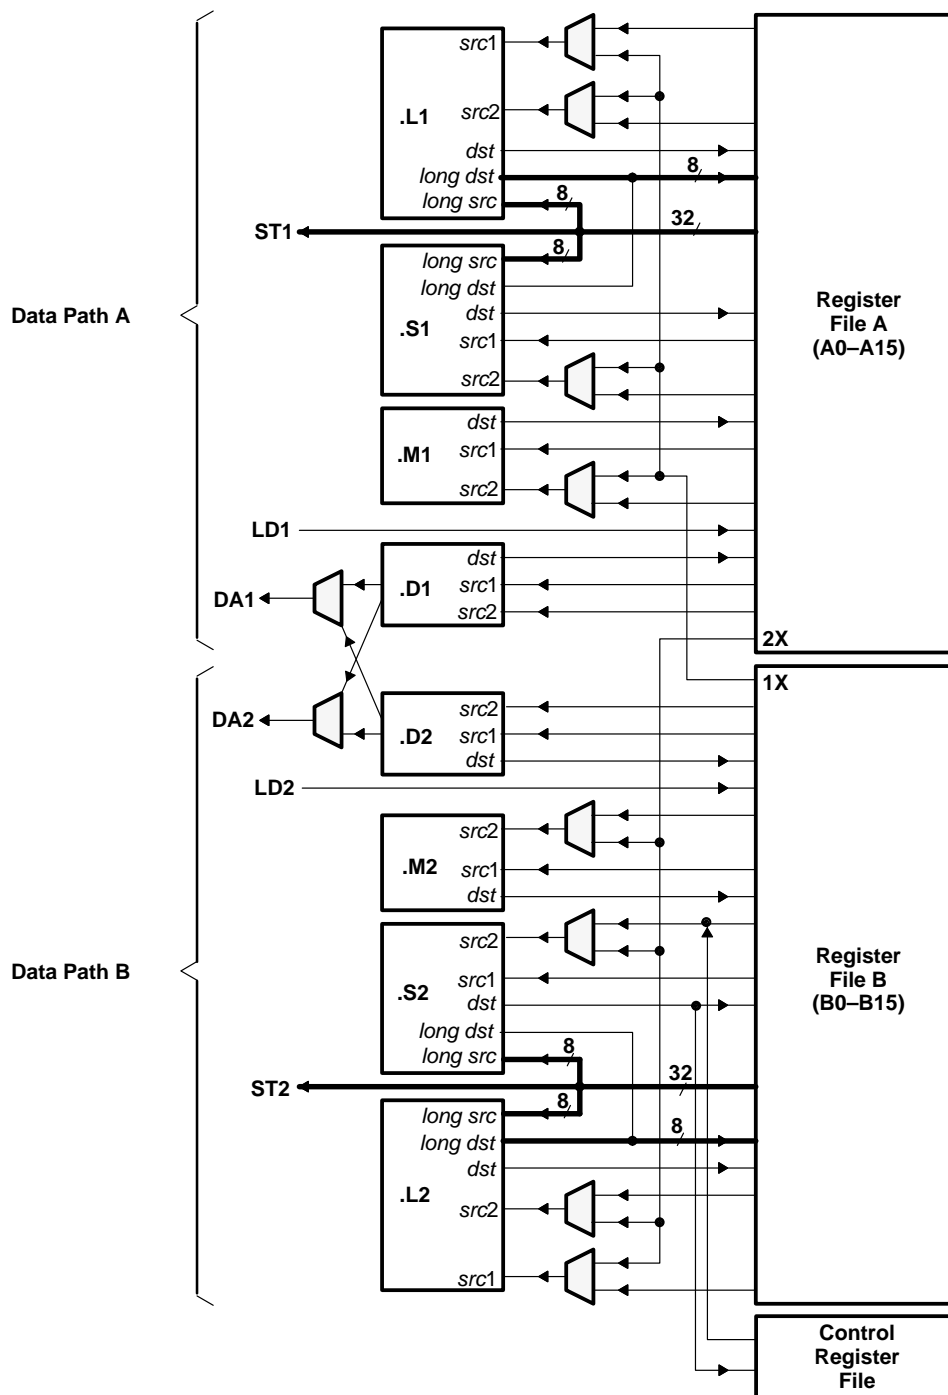 src1
.L1
src2
dst
long dst
8
8
long src
ST1
32
8
long src
long dst
Data Path A
dst
.S1
src1
src2
Register
File A
(A0–A15)
dst
.M1
src1
src2
LD1
dst
.D1
src1
DA1
src2
2X
1X
src2
DA2
.D2
src1
dst
LD2
src2
.M2
src1
dst
src2
Data Path B
.S2
src1
dst
long dst
8
long src
Register
File B
(B0–B15)
ST2
32
8
long src
long dst
8
dst
.L2
src2
src1
Control
Register
File